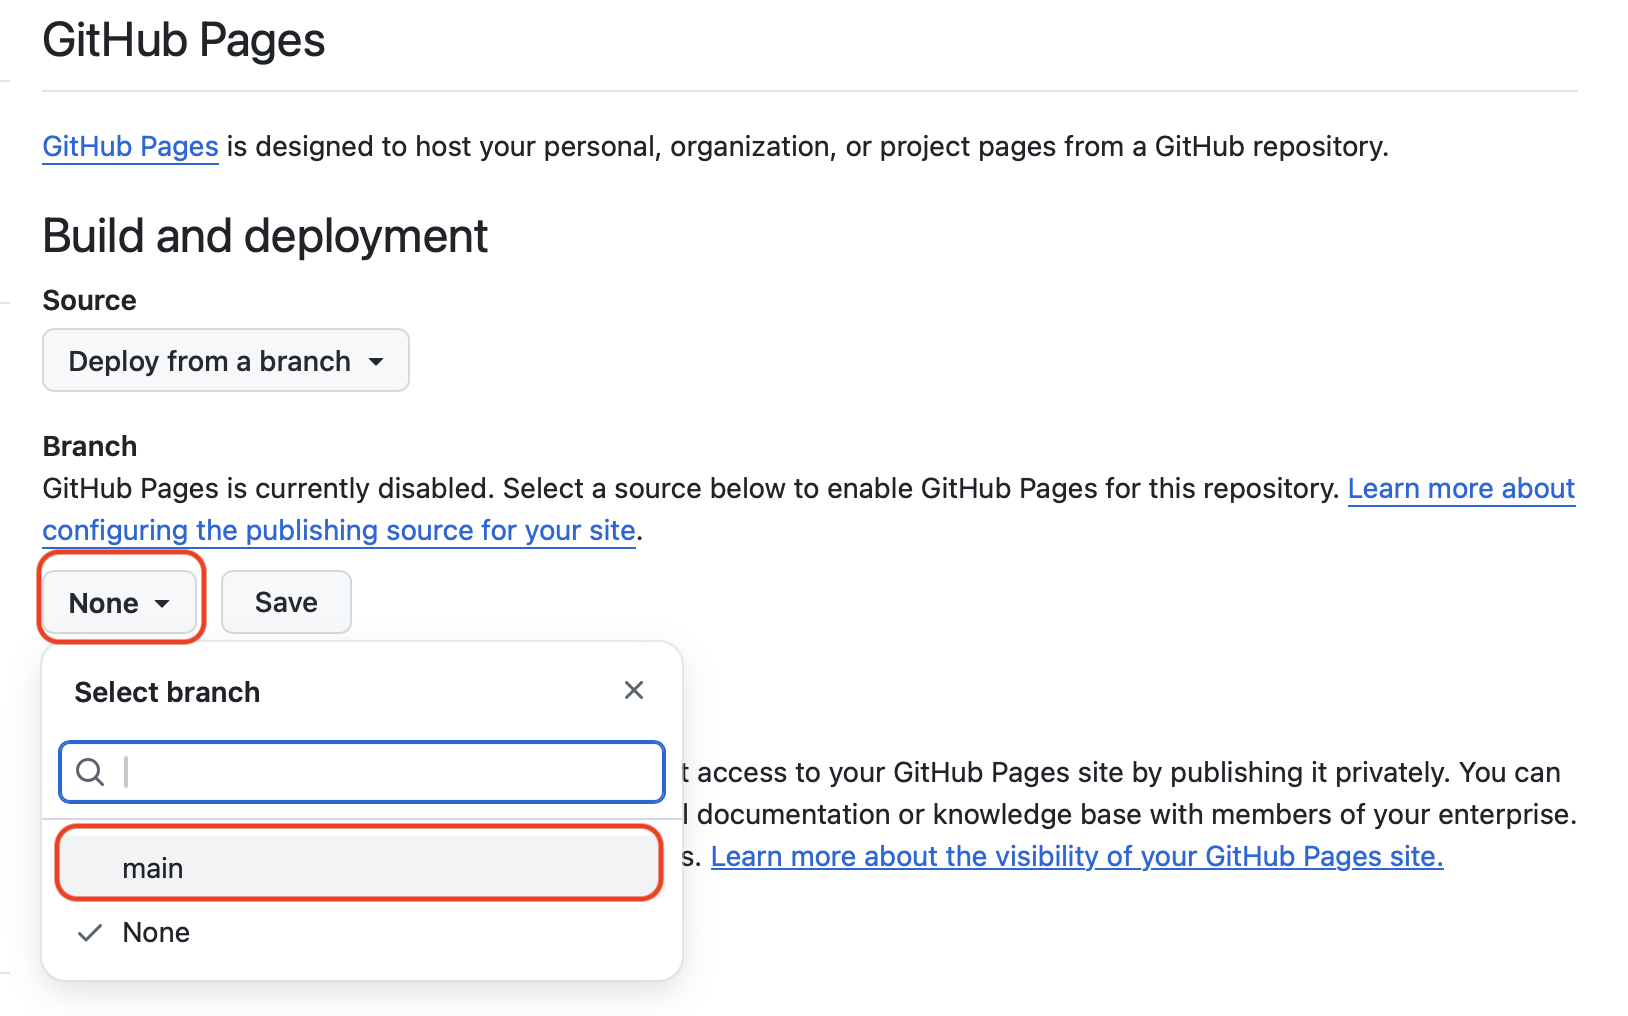 GitHub Pages
GitHub Pages is designed to host your personal, organization, or project pages from a GitHub repository.
Build and deployment
Source
Deploy from a branch
Branch
GitHub Pages is currently disabled. Select a source below to enable GitHub Pages for this repository. Learn more about
configuring the publishing source for your site.
None Save
Select branch
access to your GitHub Pages site by publishing it privately. You can
documentation or knowledge base with members of your enterprise.
main
Learn more about the visibility of your GitHub Pages site.
None